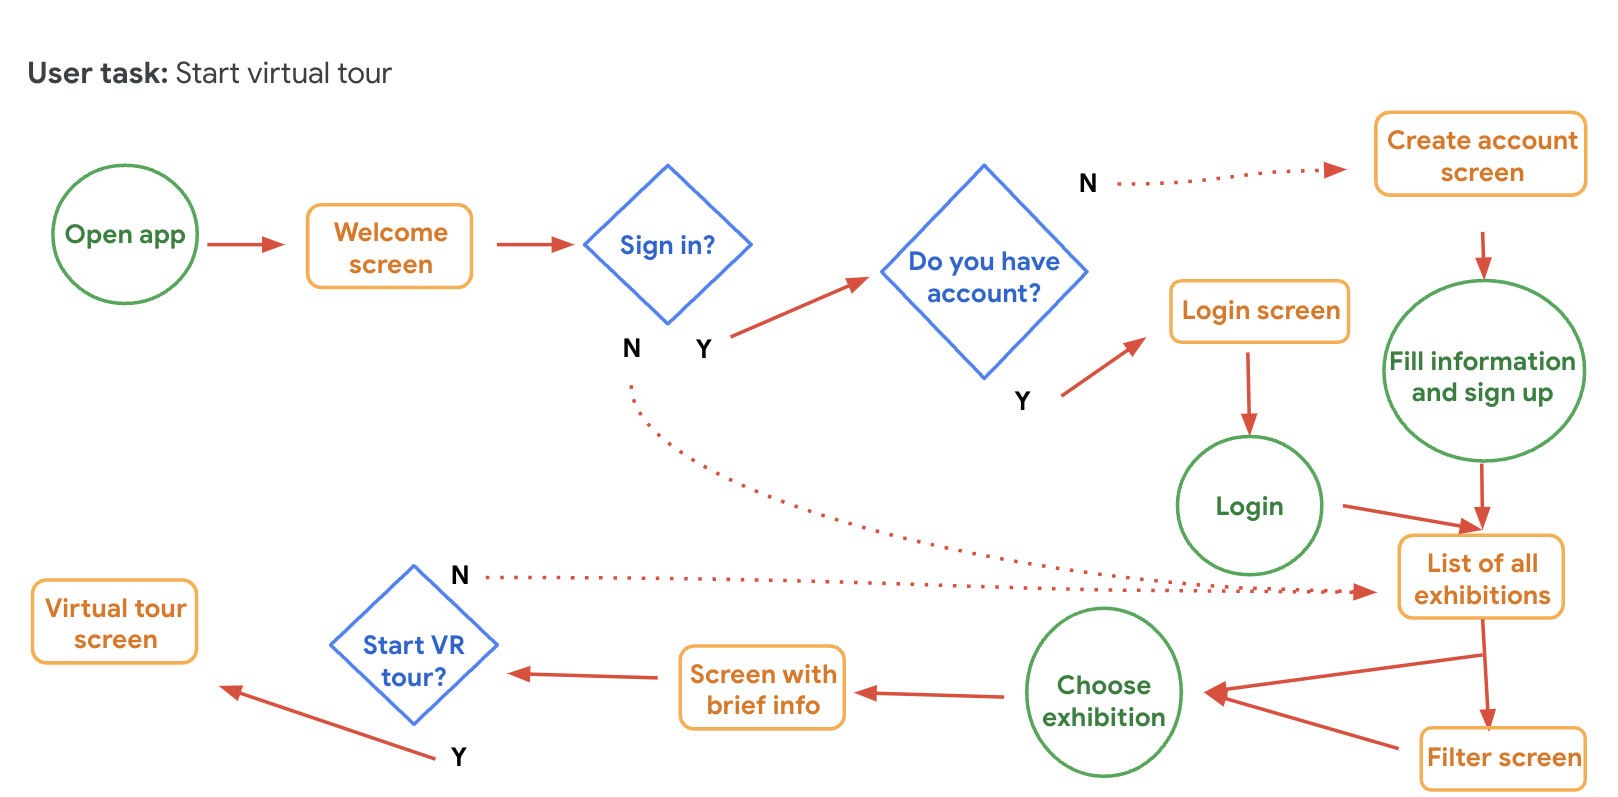 User task: Start virtual tour
Open app
Welcome
screen
Sign in?
N
Y
Do you have
account?
N
Y
Create account
screen
Login screen
Fill information
and sign up
Login
List of all
exhibitions
Filter screen
Choose
exhibition
Screen with
brief info
Start VR
tour?
N
Y
Virtual tour
screen